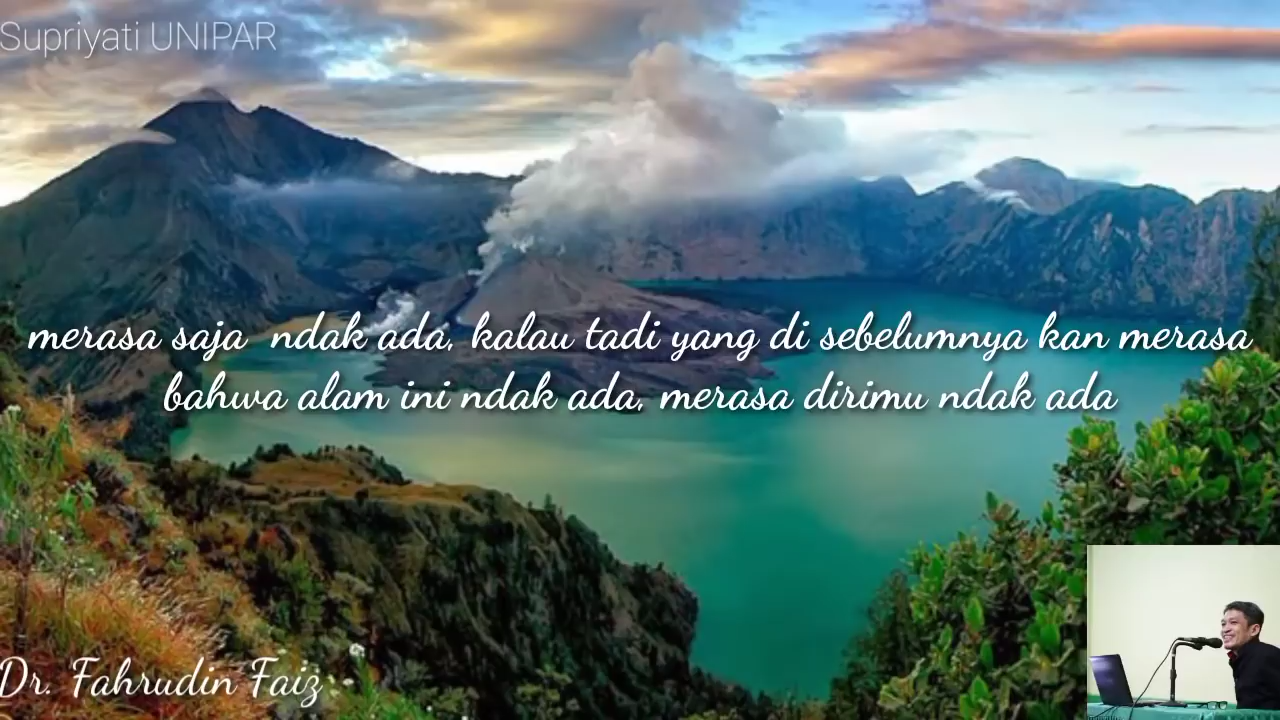 Supriyati UNIPAR
merasa saja ndak ada, kalau tadi yang di sebelumnya kan merasa
bahwa alam ini ndak ada, merasa dirimu ndak ada
Dr. Fahrudin Faiz